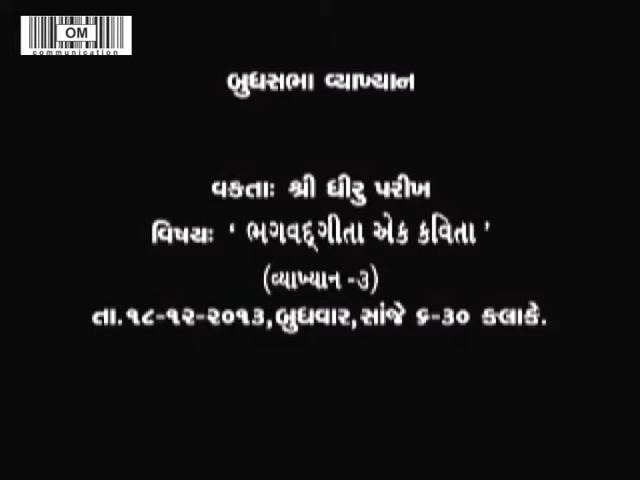 OM
communication
બુધસભા વ્યાખ્યાન
વકતાઃ શ્રી ધીરુ પરીખ
વિષયઃ ‘ ભગવદ્ગીતા એક કવિતા ’
(વ્યાખ્યાન -૩)
તા.૧૮-૧૨-૨૦૧૩,બુધવાર,સાંજે ૬-૩૦ કલાકે.